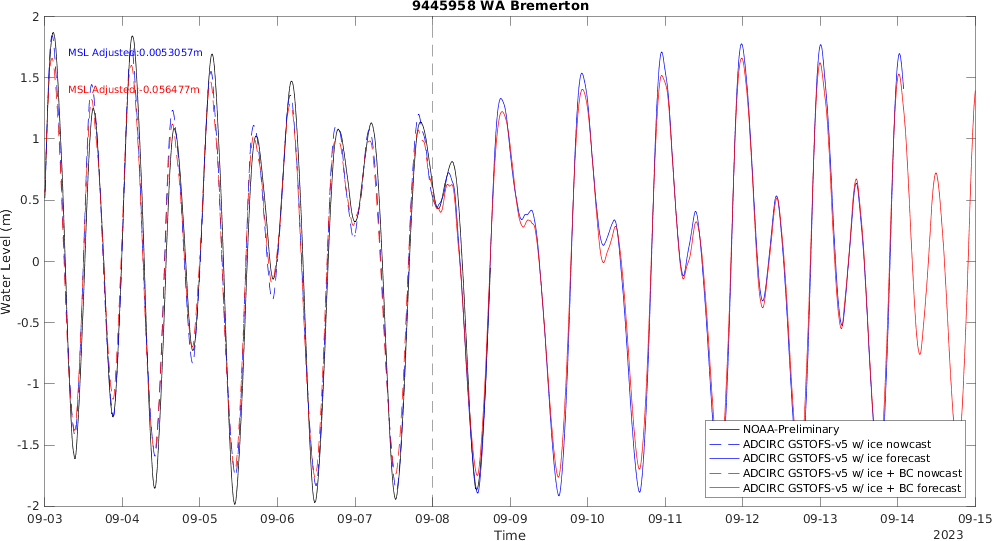 9445958 WA Bremerton
MSL Adjusted:0.0053057m
MSL Adjusted:-0.056477m
Water Level (m)
2
1.5
1
0.5
0
-0.5
-1
-1.5
-2
NOAA-Preliminary
ADCIRC GSTOFS-v5 w/ ice nowcast
ADCIRC GSTOFS-v5 w/ ice forecast
ADCIRC GSTOFS-v5 w/ ice + BC nowcast
ADCIRC GSTOFS-v5 w/ ice + BC forecast
09-03 09-04 09-05 09-06 09-07 09-08 09-09 09-10 09-11 09-12 09-13 09-14 09-15
Time
2023